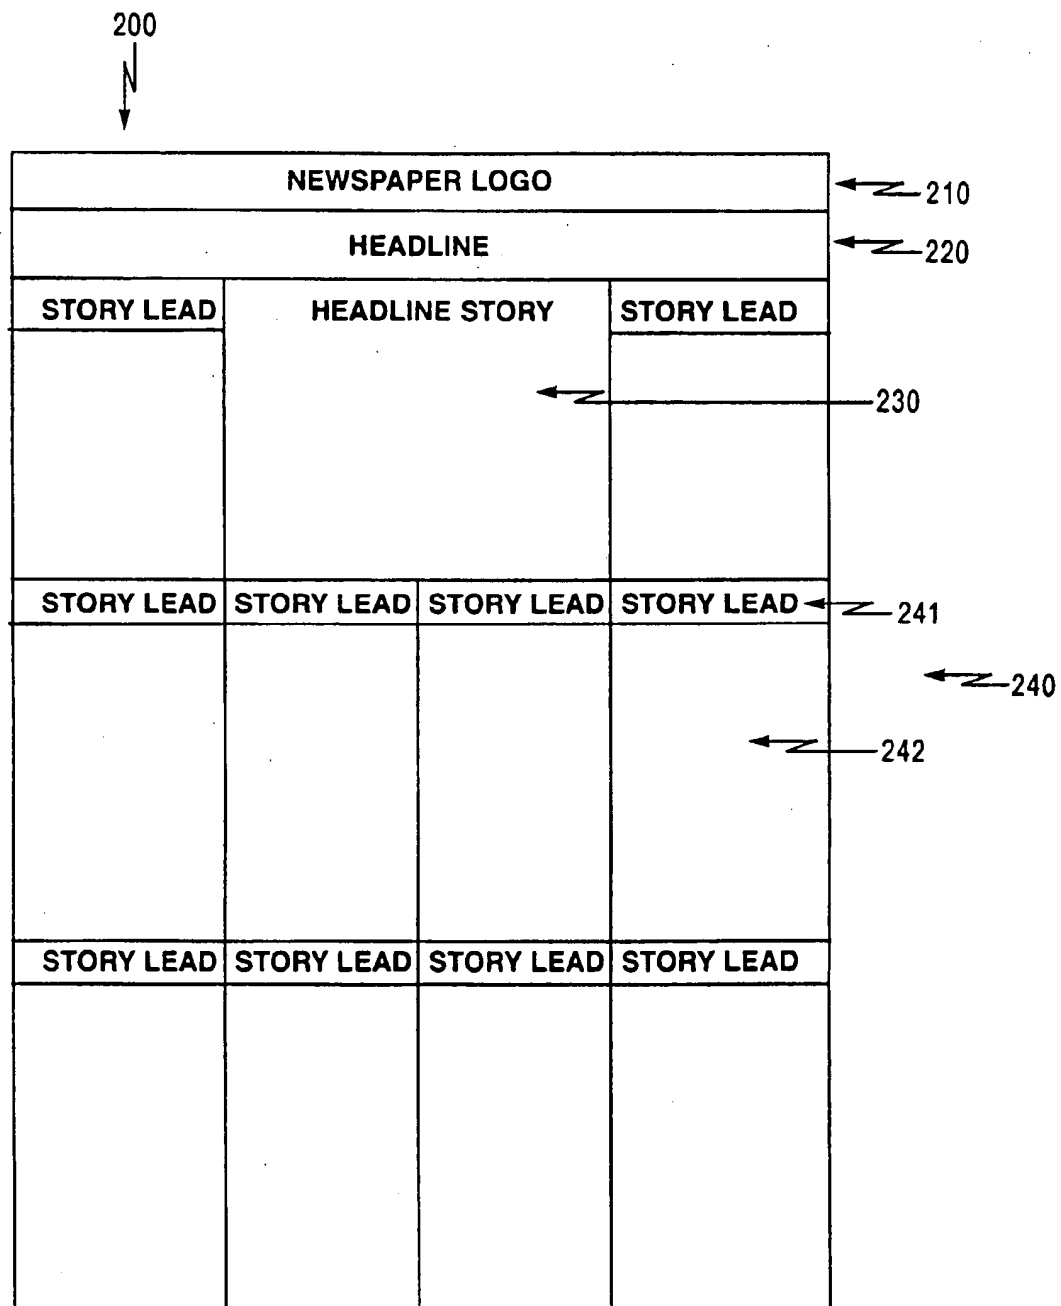 200
NEWSPAPER LOGO
210
HEADLINE
220
STORY LEAD HEADLINE STORY STORY LEAD
230
STORY LEAD STORY LEAD STORY LEAD STORY LEAD
241
240
242
STORY LEAD STORY LEAD STORY LEAD STORY LEAD